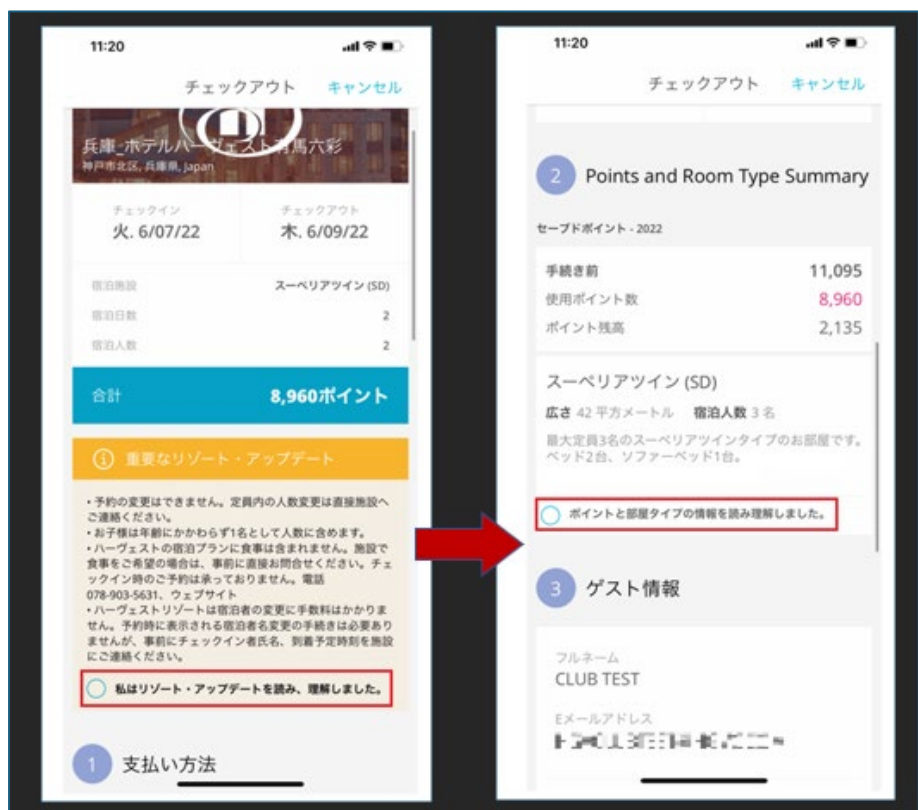 11:20
チェックアウト
キャンセル
兵庫_ホテルハーヴェスト有馬六彩
神戸市北区, 兵庫県, Japan
チェックイン
火. 6/07/22
チェックアウト
木. 6/09/22
宿泊施設
スーペリアツイン (SD)
宿泊日数
2
宿泊人数
2
合計
8,960ポイント
重要なリゾート・アップデート
・予約の変更はできません。定員内の人数変更は直接施設へ
ご連絡ください。
・お子様は年齢にかかわらず1名として人数に含めます。
・ハーヴェストの宿泊プランに食事は含まれません。施設で
食事をご希望の場合は、事前に直接お問合せください。チェ
ックイン時のご予約は承っておりません。電話
078-903-5631、ウェブサイト
・ハーヴェストリゾートは宿泊者の変更に手数料はかかりま
せん。予約時に表示される宿泊者名変更の手続きは必要あり
ませんが、事前にチェックイン者氏名、到着予定時刻を施設
にご連絡ください。
私はリゾート・アップデートを読み、理解しました。
1
支払い方法
11:20
チェックアウト
キャンセル
2
Points and Room Type Summary
セーブドポイント - 2022
手続き前
11,095
使用ポイント数
8,960
ポイント残高
2,135
スーペリアツイン (SD)
広さ 42 平方メートル 宿泊人数 3 名
最大定員3名のスーペリアツインタイプのお部屋です。
ベッド2台、ソファーベッド1台。
ポイントと部屋タイプの情報を読み理解しました。
3
ゲスト情報
フルネーム
CLUB TEST
Eメールアドレス